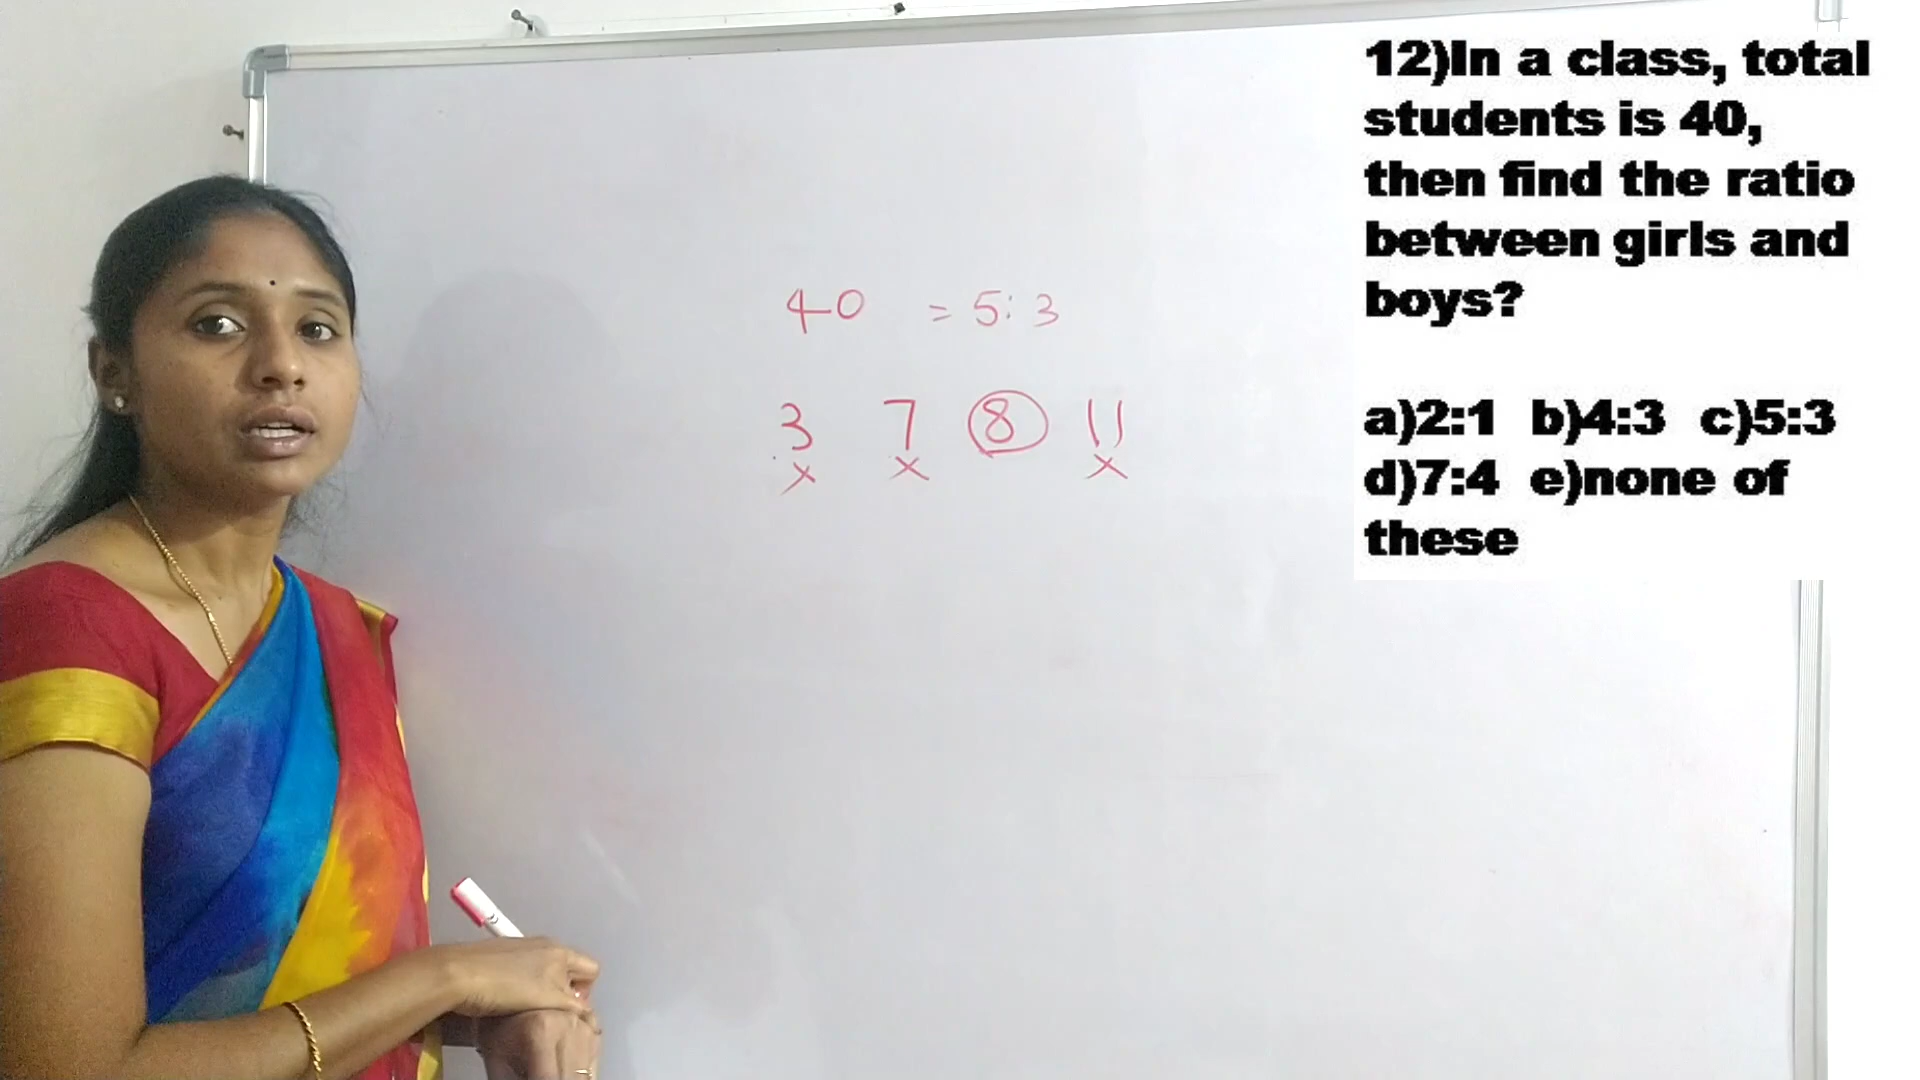 40 = 5:3
3 7 8 11
x x x
12)In a class, total
students is 40,
then find the ratio
between girls and
boys?
a)2:1 b)4:3 c)5:3
d)7:4 e)none of
these